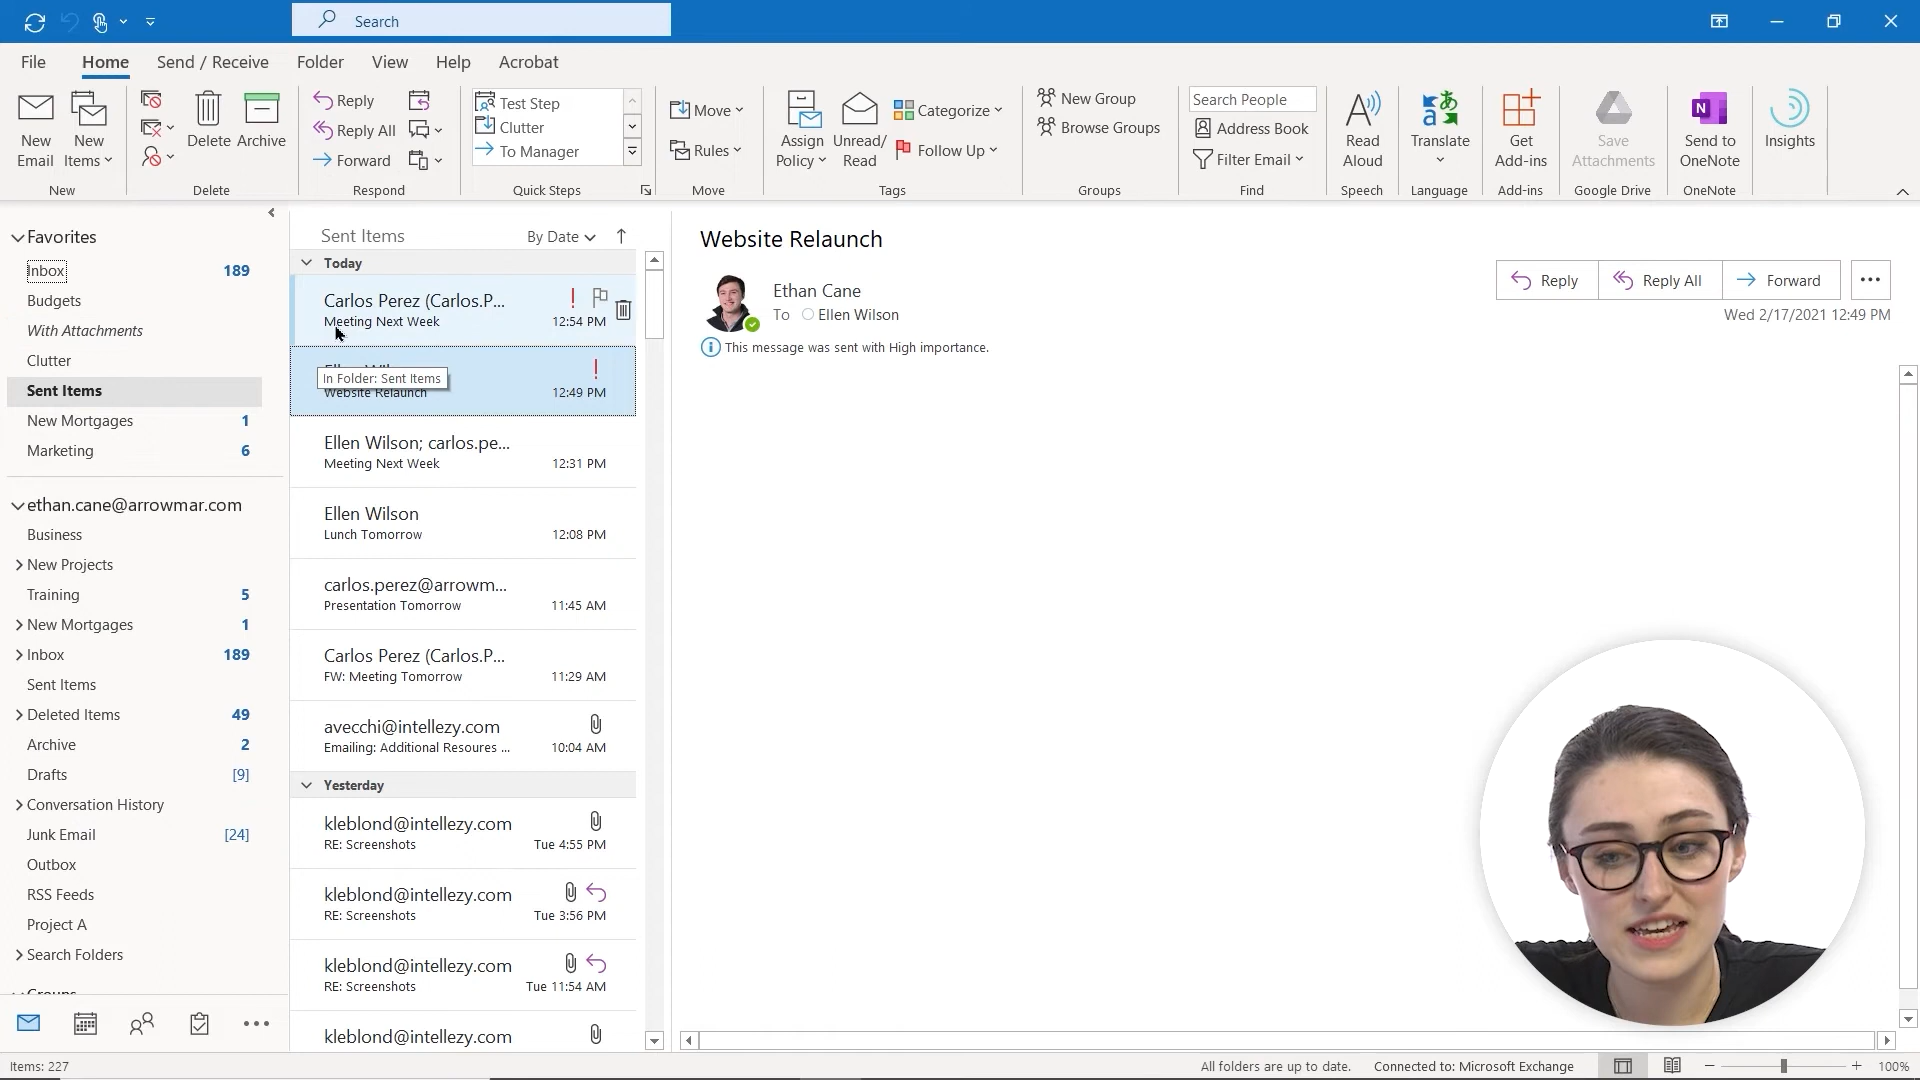 Search
File
Home
Send / Receive
Folder
View
Help
Acrobat
New
Email
New
Items
New
Delete
Archive
Delete
Reply
Reply All
Forward
Respond
Test Step
Clutter
To Manager
Quick Steps
Move
Rules
Move
Assign
Policy
Unread/
Read
Categorize
Follow Up
Tags
New Group
Browse Groups
Groups
Search People
Address Book
Filter Email
Find
Read
Aloud
Speech
Translate
Language
Get
Add-ins
Add-ins
Save
Attachments
Google Drive
Send to
OneNote
OneNote
Insights
Favorites
Inbox 189
Budgets
With Attachments
Clutter
Sent Items
New Mortgages 1
Marketing 6
ethan.cane@arrowmar.com
Business
New Projects
Training 5
New Mortgages 1
Inbox 189
Sent Items
Deleted Items 49
Archive 2
Drafts [9]
Conversation History
Junk Email [24]
Outbox
RSS Feeds
Project A
Search Folders
Groups
Sent Items By Date
Today
Carlos Perez (Carlos.P...
Meeting Next Week 12:54 PM
In Folder: Sent Items
Website Relaunch 12:49 PM
Ellen Wilson; carlos.pe...
Meeting Next Week 12:31 PM
Ellen Wilson
Lunch Tomorrow 12:08 PM
carlos.perez@arrowm...
Presentation Tomorrow 11:45 AM
Carlos Perez (Carlos.P...
FW: Meeting Tomorrow 11:29 AM
avecchi@intellezy.com
Emailing: Additional Resoures ... 10:04 AM
Yesterday
kleblond@intellezy.com
RE: Screenshots Tue 4:55 PM
kleblond@intellezy.com
RE: Screenshots Tue 3:56 PM
kleblond@intellezy.com
RE: Screenshots Tue 11:54 AM
kleblond@intellezy.com
Website Relaunch
Ethan Cane
To Ellen Wilson
This message was sent with High importance.
Reply
Reply All
Forward
Wed 2/17/2021 12:49 PM
Items: 227
All folders are up to date.
Connected to: Microsoft Exchange
100%